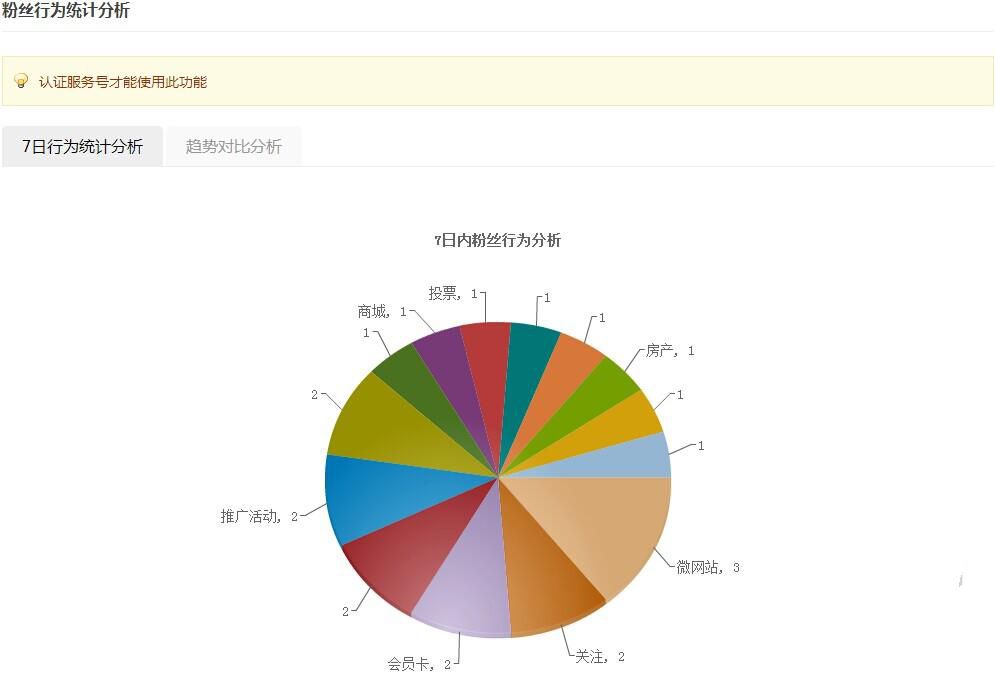 粉丝行为统计分析
认证服务号才能使用此功能
7日行为统计分析
趋势对比分析
7日内粉丝行为分析
投票, 1
1
商城, 1
1
1
房产, 1
2
1
1
推广活动, 2
微网站, 3
2
会员卡, 2
关注, 2